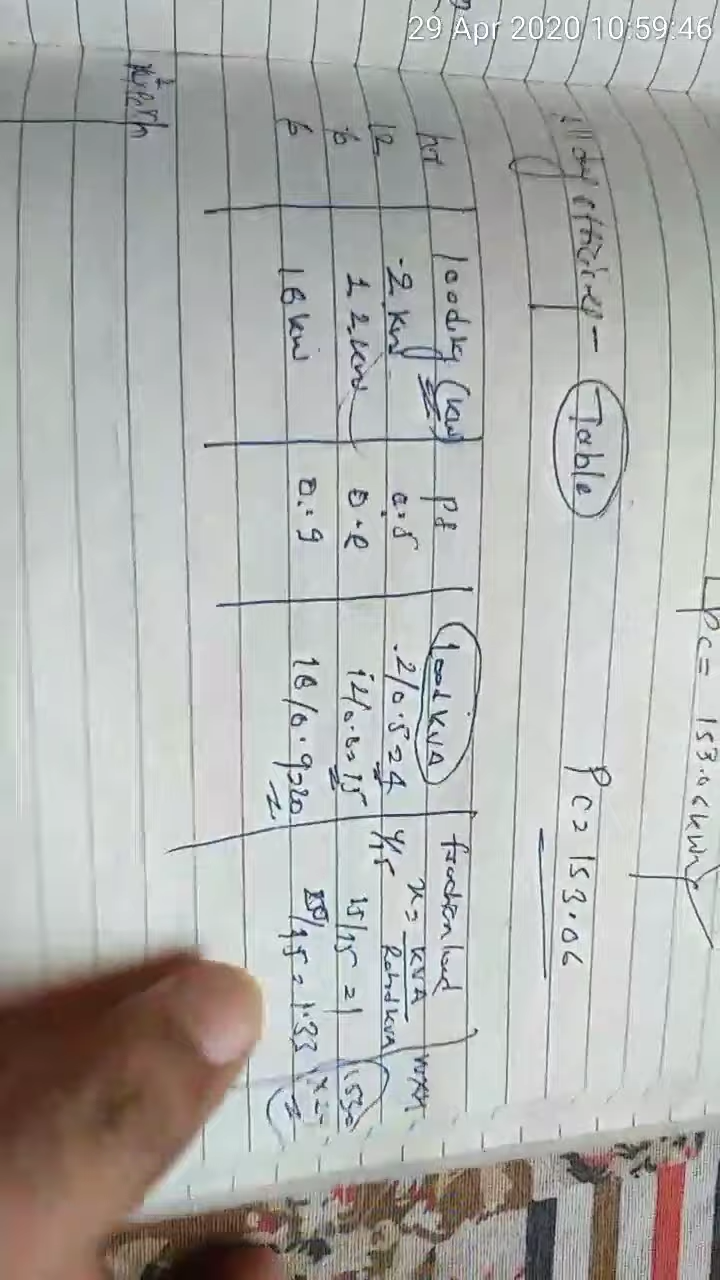 29 Apr 2020 10:59:46
Pc = 153.06 kwh
Pc = 153.06
All day efficiency – Table
hr loading (kw) Pf load KVA fraction load
x = KVA / Rated KVA
12 2 kw 0.5 2/0.5 = 4 4/15
6 12 kw 0.8 12/0.8 = 15 15/15 = 1
6 18 kw 0.9 18/0.9 = 20 20/15 = 1.33